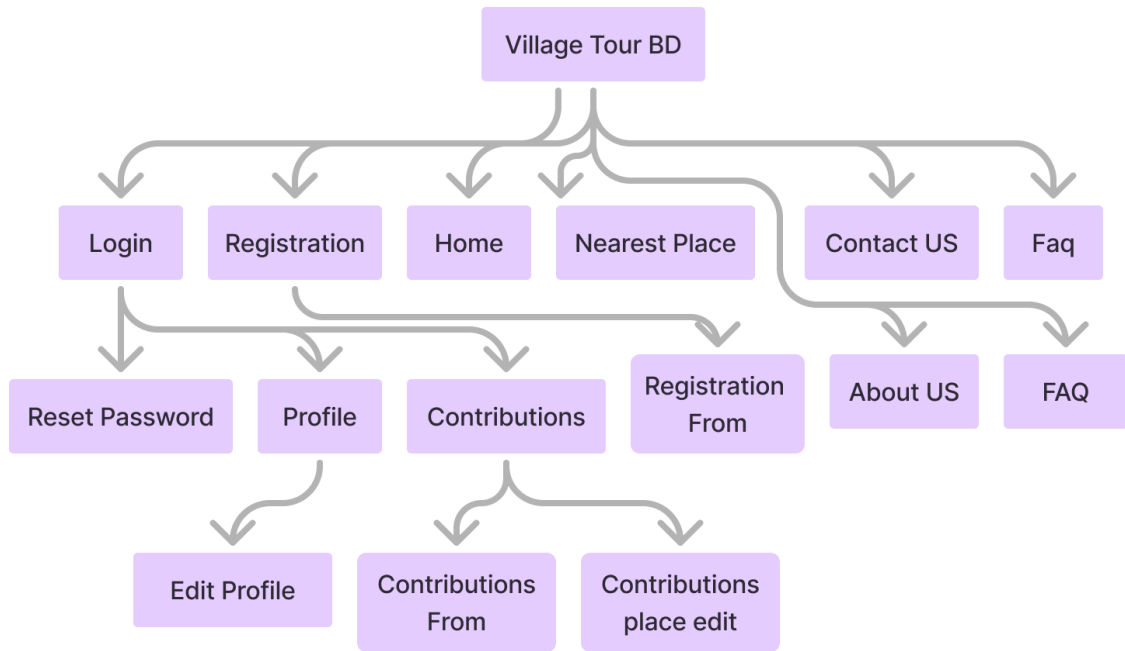 Village Tour BD
Login
Registration
Home
Nearest Place
Contact US
Faq
Reset Password
Profile
Contributions
Registration
From
About US
FAQ
Edit Profile
Contributions
From
Contributions
place edit